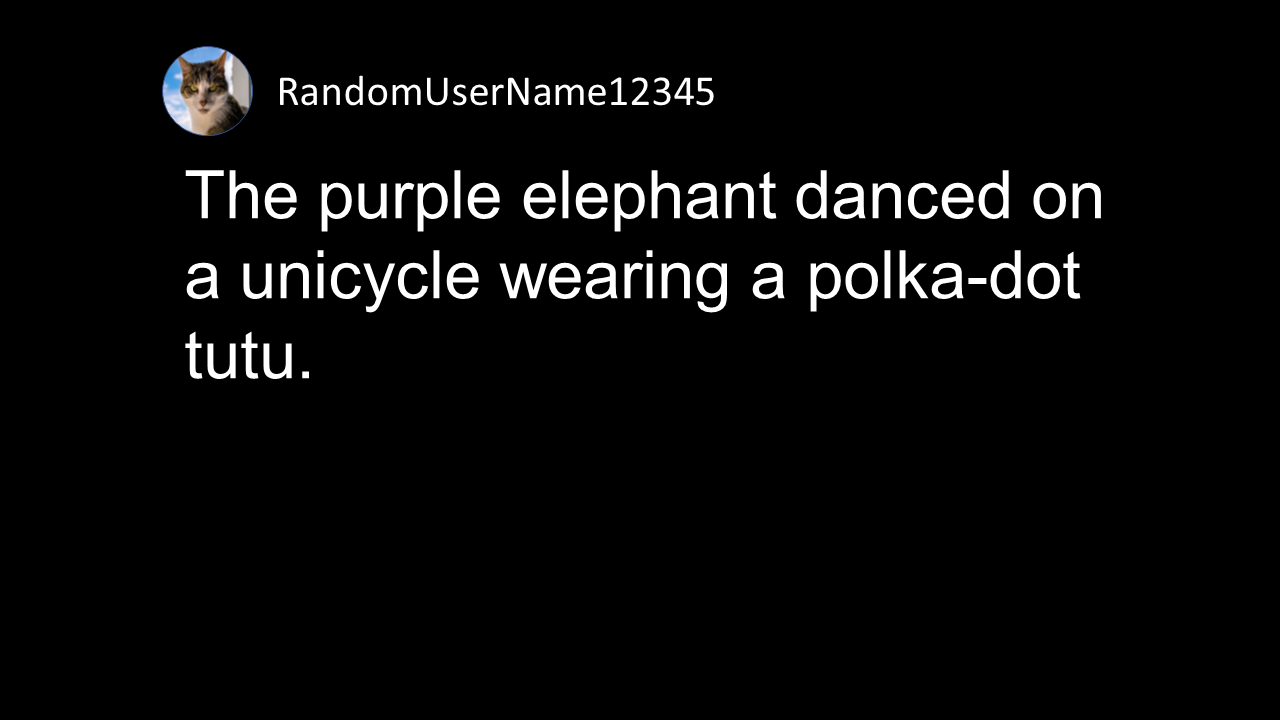 RandomUserName12345
The purple elephant danced on
a unicycle wearing a polka-dot
tutu.